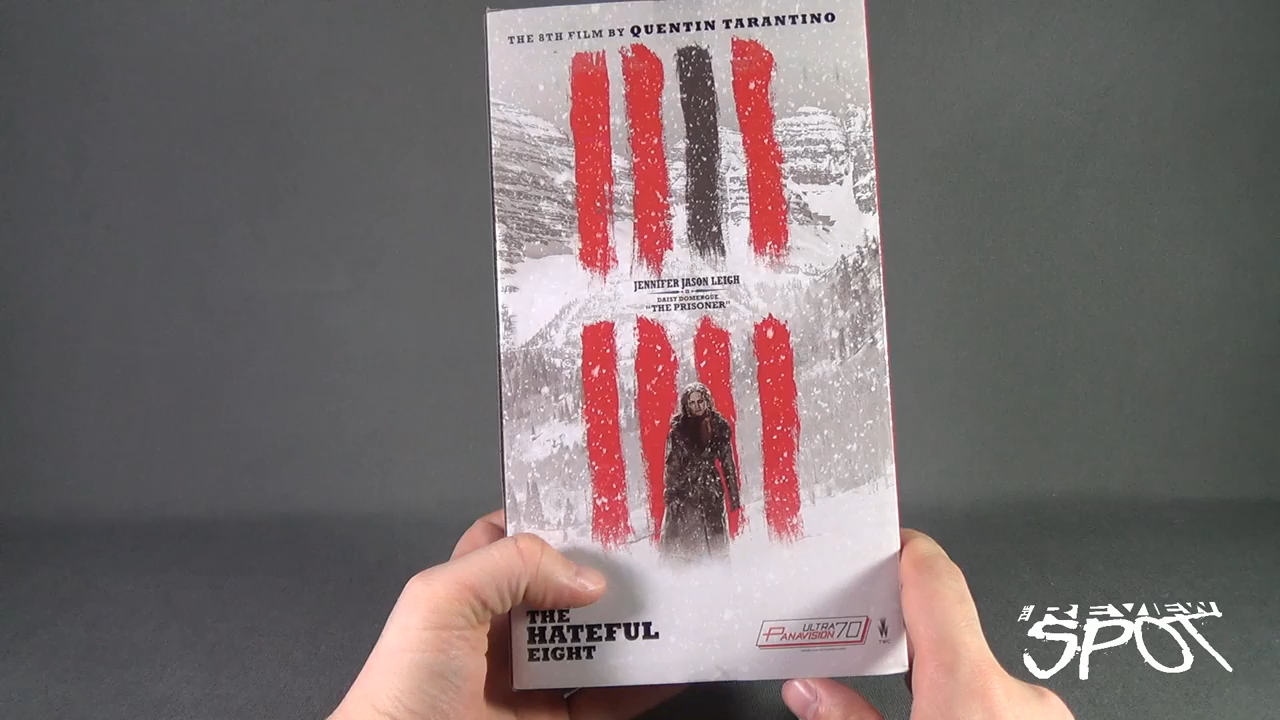 THE 8TH FILM BY QUENTIN TARANTINO
JENNIFER JASON LEIGH
IS
DAISY DOMERGUE
"THE PRISONER"
THE
HATEFUL
EIGHT
ULTRA
PANAVISION 70
TWC
THE REVIEW
SPOT